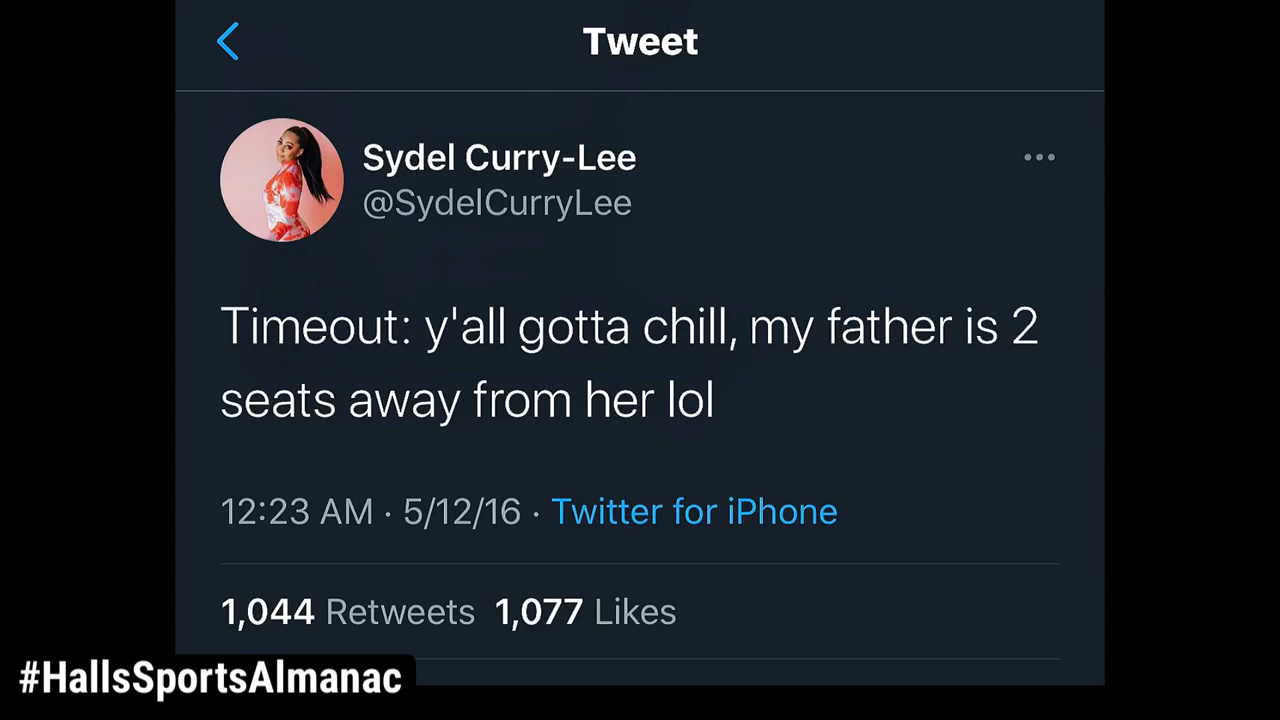 Tweet
Sydel Curry-Lee
@SydelCurryLee
Timeout: y'all gotta chill, my father is 2
seats away from her lol
12:23 AM · 5/12/16 · Twitter for iPhone
1,044 Retweets 1,077 Likes
#HallsSportsAlmanac